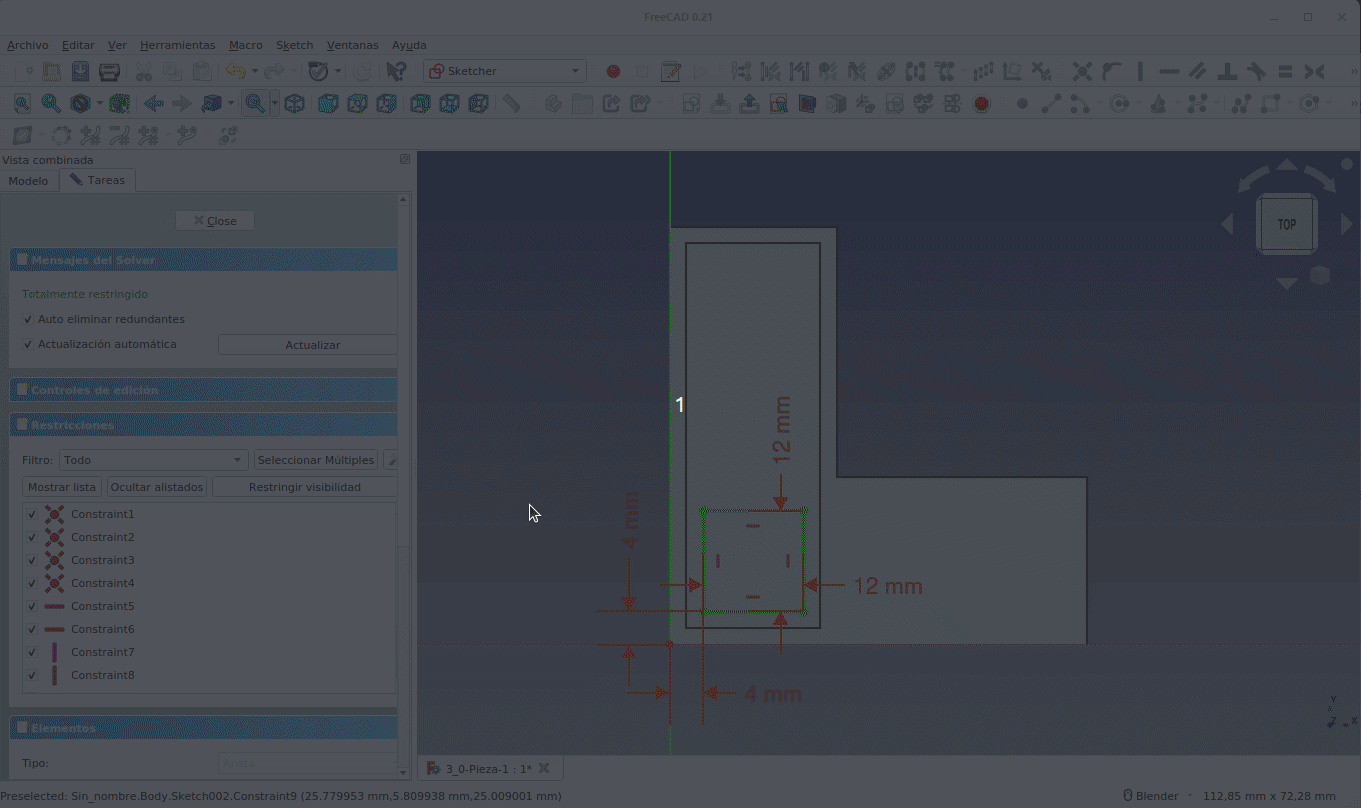 FreeCAD 0.21
Archivo Editar Ver Herramientas Macro Sketch Ventanas Ayuda
Sketcher
Vista combinada
Modelo
Tareas
Close
Mensajes del Solver
Totalmente restringido
Auto eliminar redundantes
Actualización automática
Actualizar
Controles de edición
Restricciones
Filtro:
Todo
Seleccionar Múltiples
Mostrar lista
Ocultar alistados
Restringir visibilidad
Constraint1
Constraint2
Constraint3
Constraint4
Constraint5
Constraint6
Constraint7
Constraint8
Elementos
Tipo:
Arista
TOP
1
12 mm
4 mm
12 mm
4 mm
Y
Z
X
3_0-Pieza-1 : 1*
Preselected: Sin_nombre.Body.Sketch002.Constraint9 (25.779953 mm,5.809938 mm,25.009001 mm)
Blender
112,85 mm x 72,28 mm